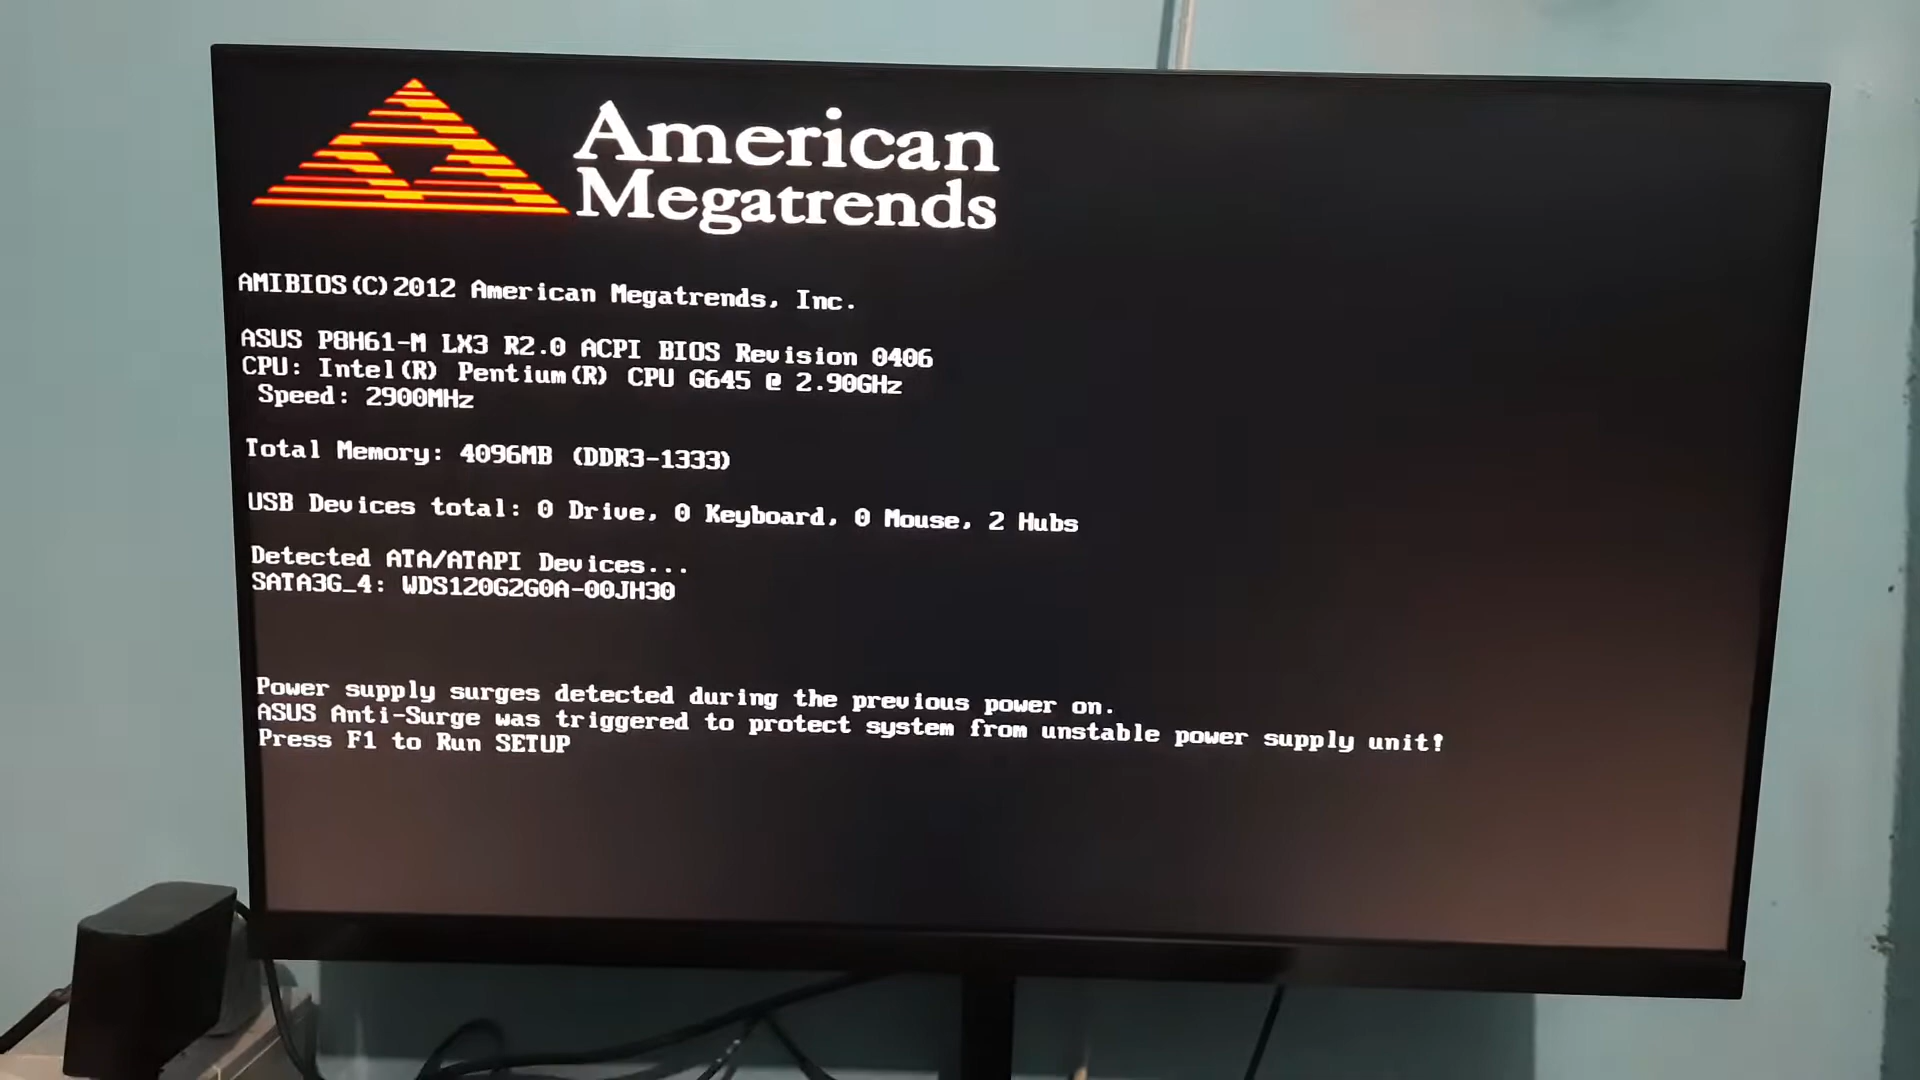 American
Megatrends
AMIBIOS(C)2012 American Megatrends, Inc.
ASUS P8H61-M LX3 R2.0 ACPI BIOS Revision 0406
CPU: Intel(R) Pentium(R) CPU G645 @ 2.90GHz
Speed: 2900MHz
Total Memory: 4096MB (DDR3-1333)
USB Devices total: 0 Drive, 0 Keyboard, 0 Mouse, 2 Hubs
Detected ATA/ATAPI Devices...
SATA3G_4: WDS120G2G0A-00JH30
Power supply surges detected during the previous power on.
ASUS Anti-Surge was triggered to protect system from unstable power supply unit!
Press F1 to Run SETUP